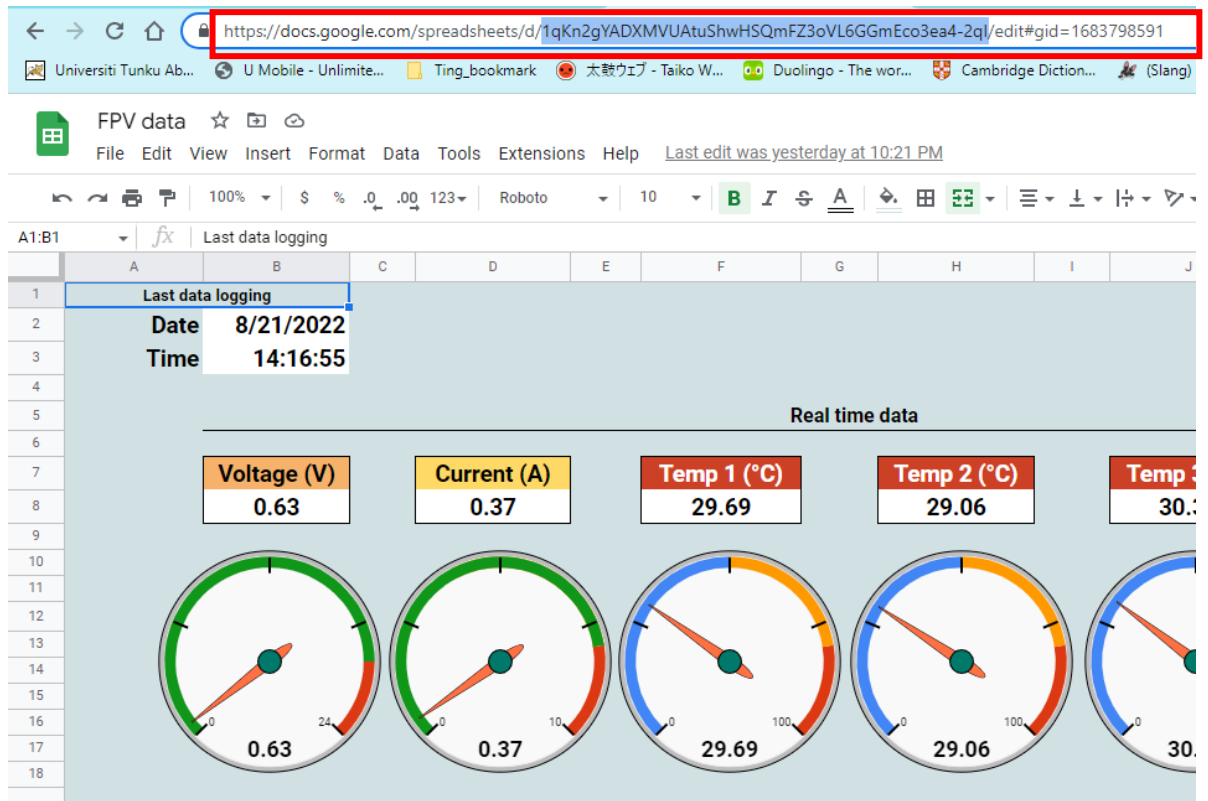 https://docs.google.com/spreadsheets/d/1qKn2gYADXMVUAtuShwHSQmFZ3oVL6GGmEco3ea4-2qI/edit#gid=1683798591
Universiti Tunku Ab... U Mobile - Unlimite... Ting_bookmark 太鼓ウェブ - Taiko W... Duolingo - The wor... Cambridge Diction... (Slang)
FPV data
File Edit View Insert Format Data Tools Extensions Help Last edit was yesterday at 10:21 PM
100% $ % .0 .00 123 Roboto 10 B I S A
A1:B1 fx Last data logging
A B C D E F G H I J
1 Last data logging
2 Date 8/21/2022
3 Time 14:16:55
4
5 Real time data
6
7 Voltage (V) Current (A) Temp 1 (°C) Temp 2 (°C) Temp
8 0.63 0.37 29.69 29.06 30.
9
10
11
12
13
14
15
16 0 24 0 10 0 100 0 100 0
17 0.63 0.37 29.69 29.06 30.
18